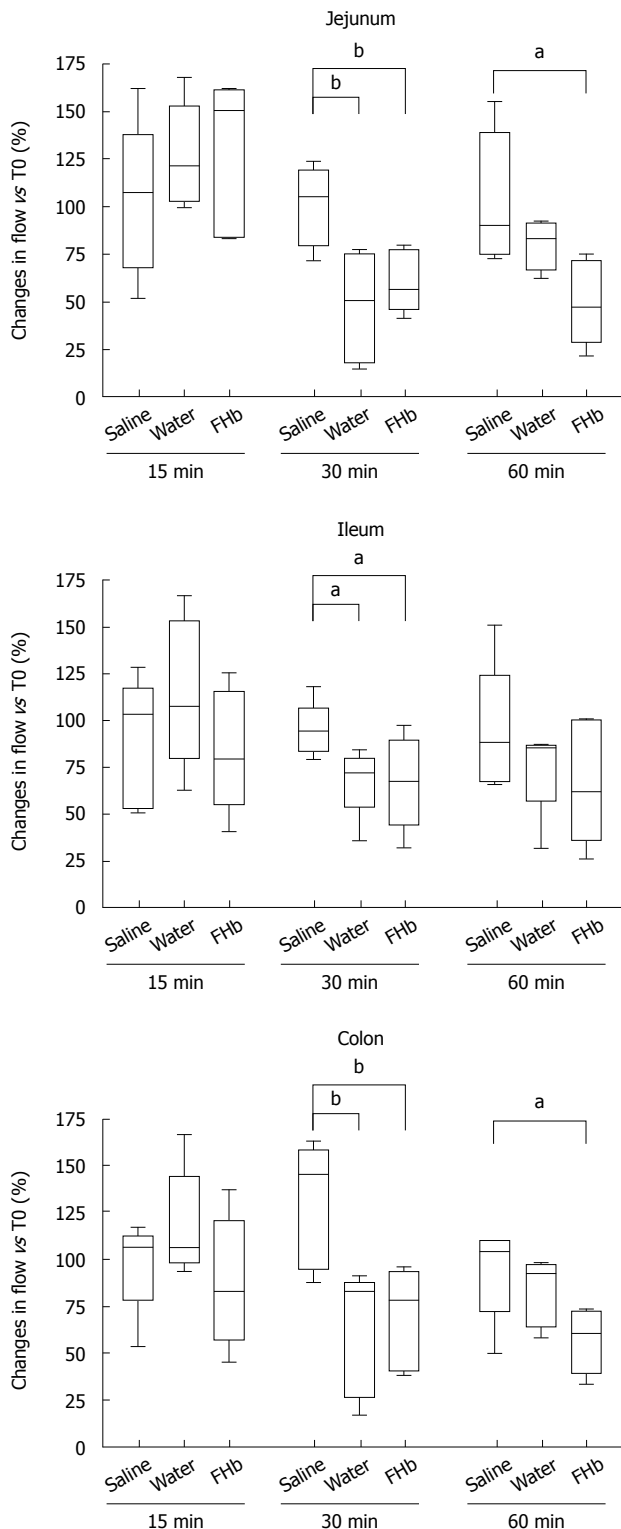 Jejunum
b
b
a
175
150
125
100
75
50
25
0
Changes in flow vs T0 (%)
Saline Water FHb Saline Water FHb Saline Water FHb
15 min 30 min 60 min
Ileum
a
a
175
150
125
100
75
50
25
0
Changes in flow vs T0 (%)
Saline Water FHb Saline Water FHb Saline Water FHb
15 min 30 min 60 min
Colon
b
b
a
175
150
125
100
75
50
25
0
Changes in flow vs T0 (%)
Saline Water FHb Saline Water FHb Saline Water FHb
15 min 30 min 60 min